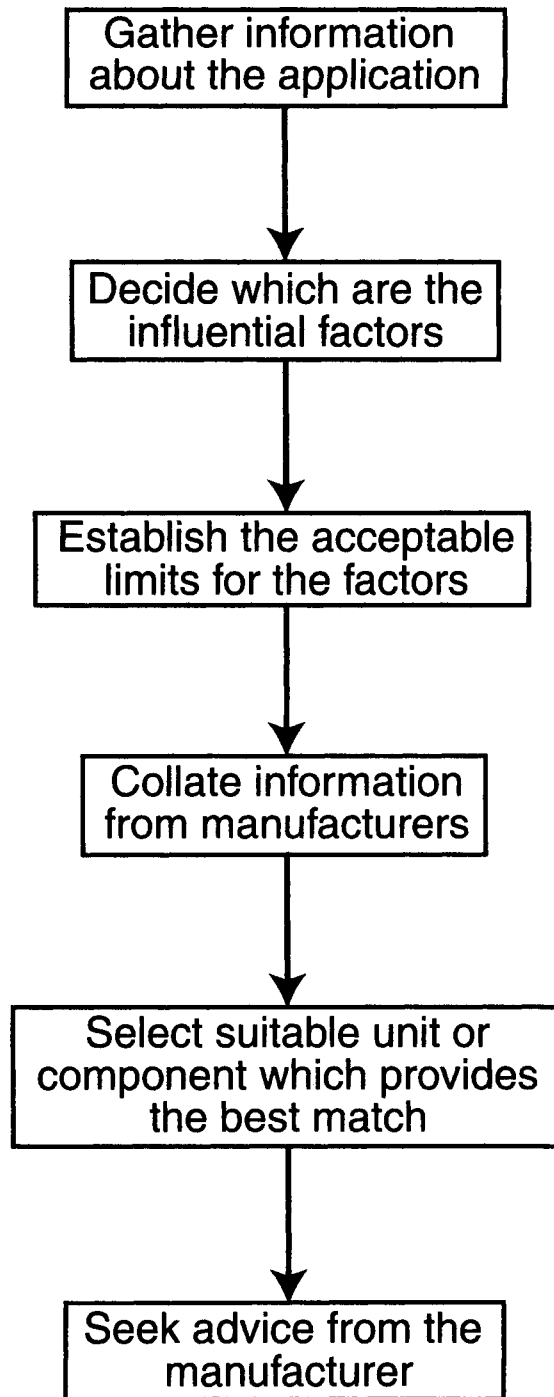 Gather information
about the application
Decide which are the
influential factors
Establish the acceptable
limits for the factors
Collate information
from manufacturers
Select suitable unit or
component which provides
the best match
Seek advice from the
manufacturer